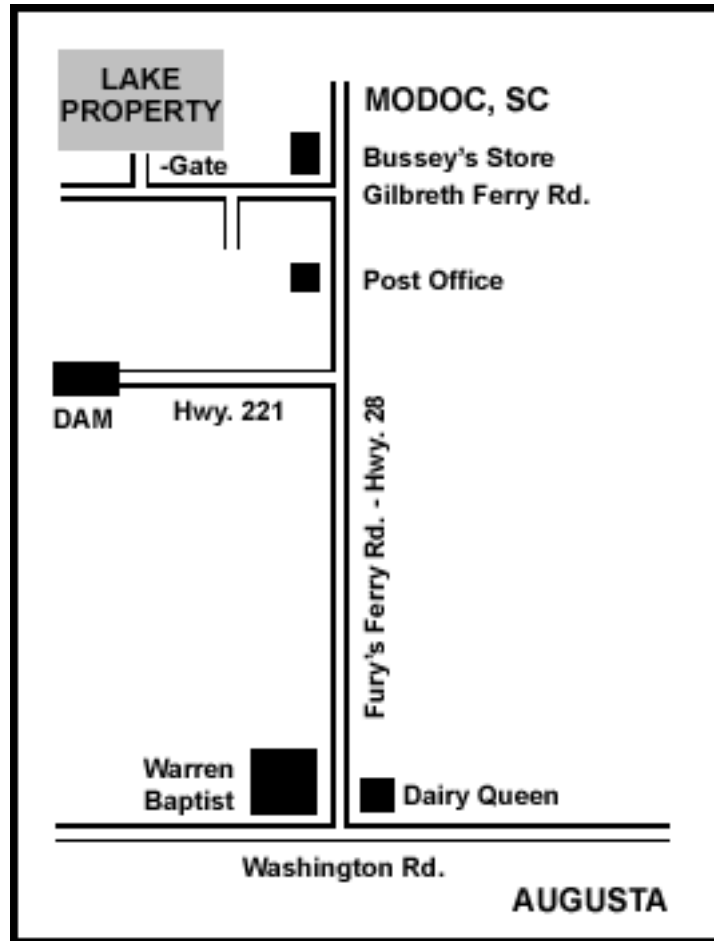 LAKE
PROPERTY
MODOC, SC
-Gate
Bussey's Store
Gilbreth Ferry Rd.
Post Office
DAM
Hwy. 221
Fury's Ferry Rd. - Hwy. 28
Warren
Baptist
Dairy Queen
Washington Rd.
AUGUSTA